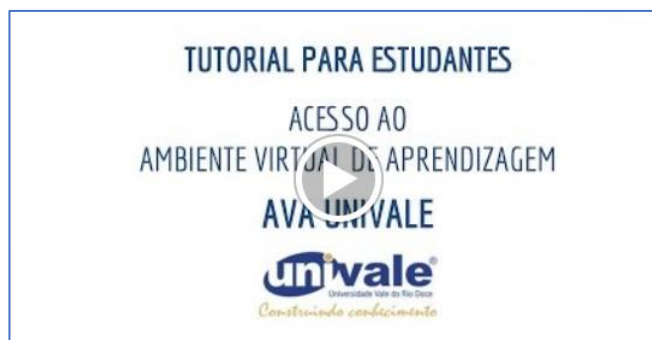 TUTORIAL PARA ESTUDANTES
ACESSO AO
AMBIENTE VIRTUAL DE APRENDIZAGEM
AVA UNIVALE
univale®
Universidade Vale do Rio Doce
Construindo conhecimento